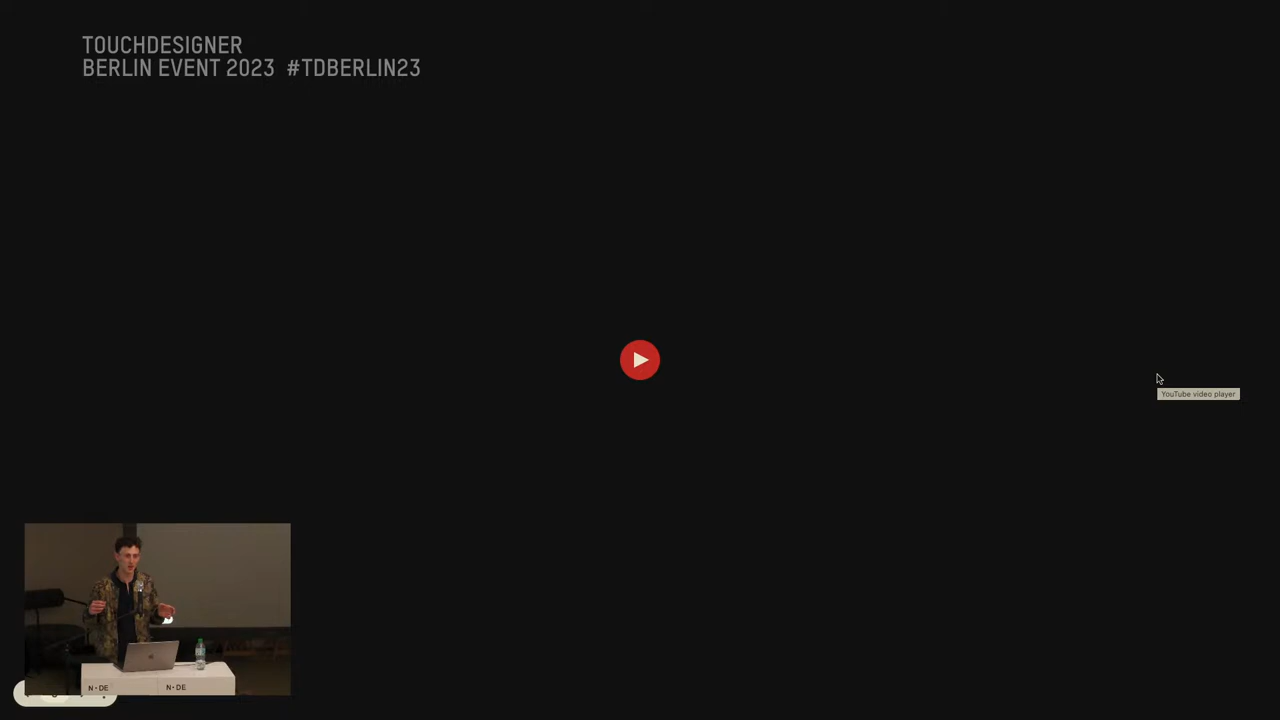 TOUCHDESIGNER
BERLIN EVENT 2023 #TDBERLIN23
YouTube video player
N-DE N-DE